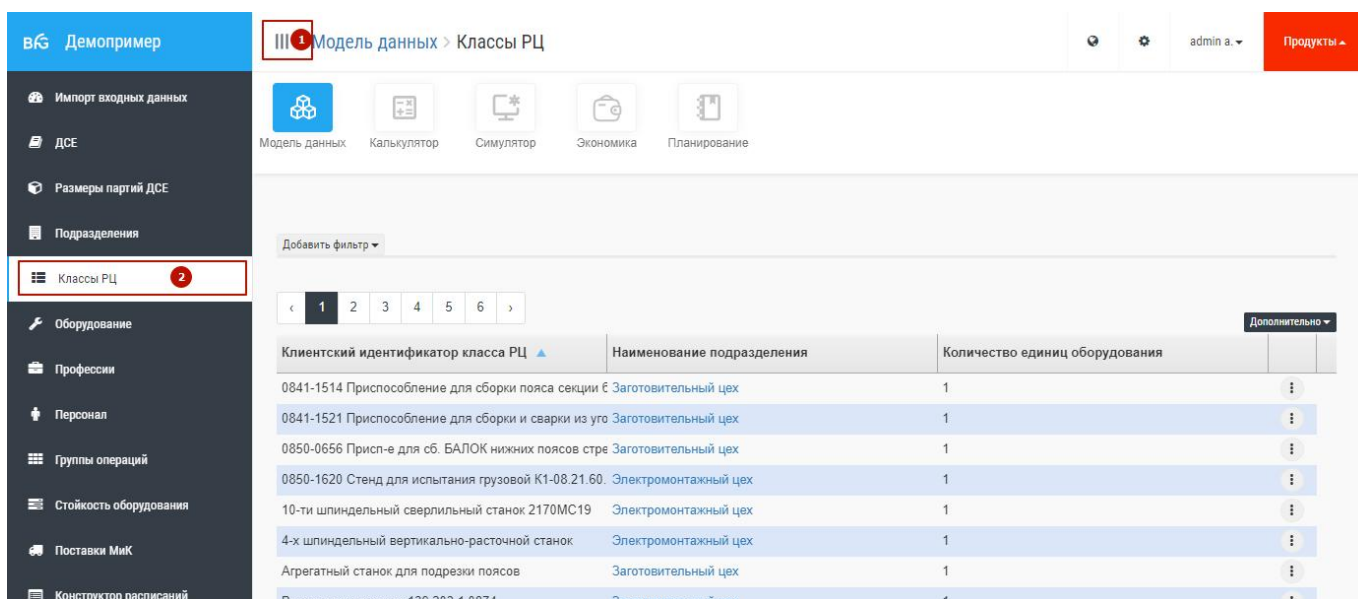 BFG Демопример
1
Модель данных > Классы РЦ
admin a.
Продукты
Импорт входных данных
ДСЕ
Размеры партий ДСЕ
Подразделения
Классы РЦ 2
Оборудование
Профессии
Персонал
Группы операций
Стойкость оборудования
Поставки МиК
Конструктор расписаний
Модель данных Калькулятор Симулятор Экономика Планирование
Добавить фильтр
‹ 1 2 3 4 5 6 ›
Дополнительно
Клиентский идентификатор класса РЦ Наименование подразделения Количество единиц оборудования
0841-1514 Приспособление для сборки пояса секции Заготовительный цех 1
0841-1521 Приспособление для сборки и сварки из уго Заготовительный цех 1
0850-0656 Присп-е для сб. БАЛОК нижних поясов стре Заготовительный цех 1
0850-1620 Стенд для испытания грузовой К1-08.21.60. Электромонтажный цех 1
10-ти шпиндельный сверлильный станок 2170МС19 Электромонтажный цех 1
4-х шпиндельный вертикально-расточной станок Электромонтажный цех 1
Агрегатный станок для подрезки поясов Заготовительный цех 1